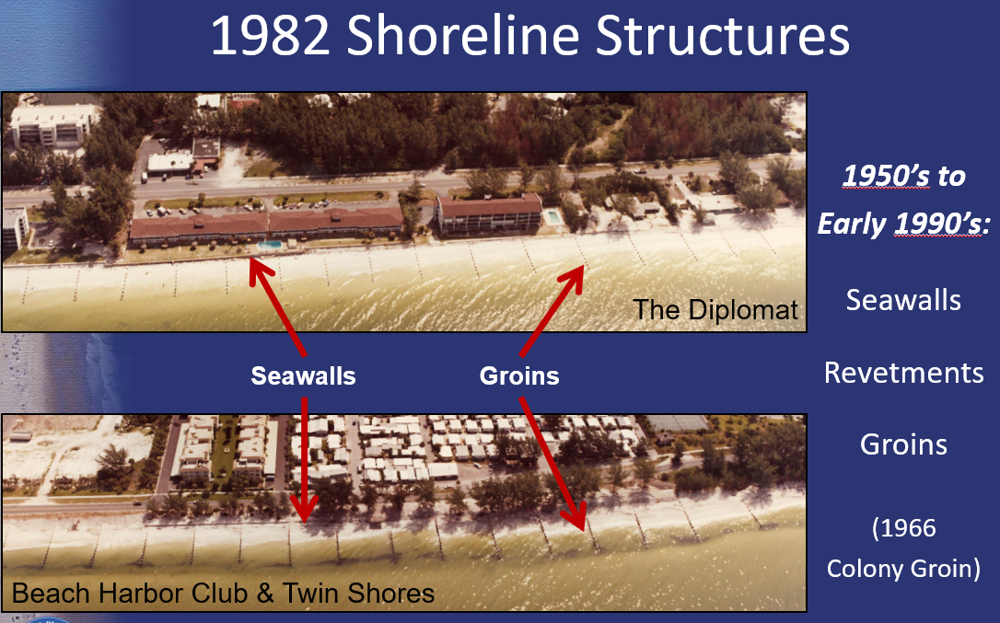 1982 Shoreline Structures
The Diplomat
Seawalls
Groins
Beach Harbor Club & Twin Shores
1950’s to
Early 1990’s:
Seawalls
Revetments
Groins
(1966
Colony Groin)